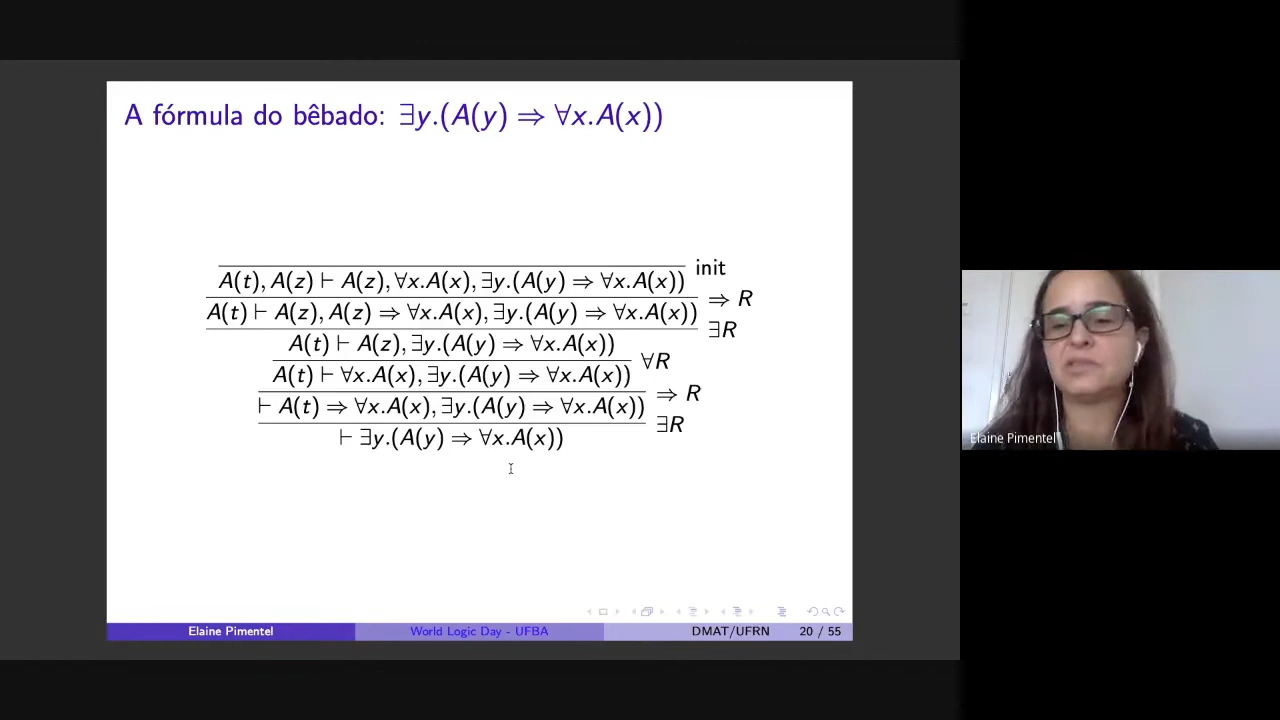 A fórmula do bêbado: ∃y.(A(y) ⇒ ∀x.A(x))
init
A(t), A(z) ⊢ A(z), ∀x.A(x), ∃y.(A(y) ⇒ ∀x.A(x))
⇒ R
A(t) ⊢ A(z), A(z) ⇒ ∀x.A(x), ∃y.(A(y) ⇒ ∀x.A(x))
∃R
A(t) ⊢ A(z), ∃y.(A(y) ⇒ ∀x.A(x))
∀R
A(t) ⊢ ∀x.A(x), ∃y.(A(y) ⇒ ∀x.A(x))
⇒ R
⊢ A(t) ⇒ ∀x.A(x), ∃y.(A(y) ⇒ ∀x.A(x))
∃R
⊢ ∃y.(A(y) ⇒ ∀x.A(x))
Elaine Pimentel
Elaine Pimentel World Logic Day - UFBA DMAT/UFRN 20 / 55